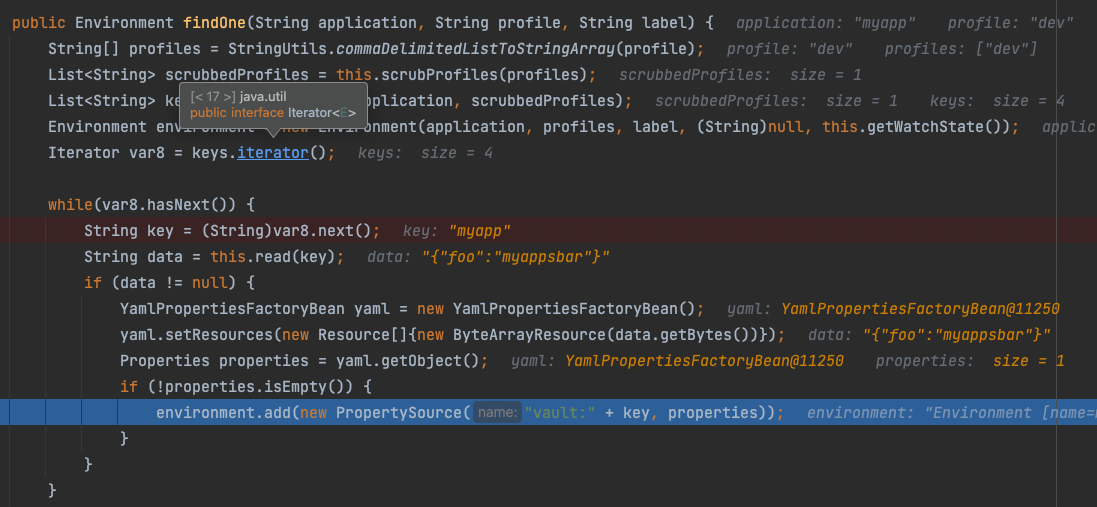 public Environment findOne(String application, String profile, String label) {   application: "myapp"   profile: "dev"
String[] profiles = StringUtils.commaDelimitedListToStringArray(profile);   profile: "dev"   profiles: ["dev"]
List<String> scrubbedProfiles = this.scrubProfiles(profiles);   scrubbedProfiles:  size = 1
[< 17 >] java.util
public interface Iterator<E>
List<String> ke pplication, scrubbedProfiles);   scrubbedProfiles:  size = 1   keys:  size = 4
Environment environment = new Environment(application, profiles, label, (String)null, this.getWatchState());   applic
Iterator var8 = keys.iterator();   keys:  size = 4
while(var8.hasNext()) {
String key = (String)var8.next();   key: "myapp"
String data = this.read(key);   data: "{"foo":"myappsbar"}"
if (data != null) {
YamlPropertiesFactoryBean yaml = new YamlPropertiesFactoryBean();   yaml: YamlPropertiesFactoryBean@11250
yaml.setResources(new Resource[]{new ByteArrayResource(data.getBytes())});   data: "{"foo":"myappsbar"}"
Properties properties = yaml.getObject();   yaml: YamlPropertiesFactoryBean@11250   properties:  size = 1
if (!properties.isEmpty()) {
environment.add(new PropertySource( name: "vault:" + key, properties));   environment: "Environment [name=
}
}
}